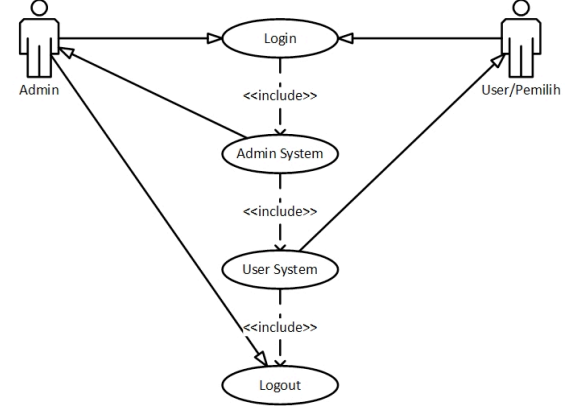 Login
Admin
User/Pemilih
<<include>>
Admin System
<<include>>
User System
<<include>>
Logout